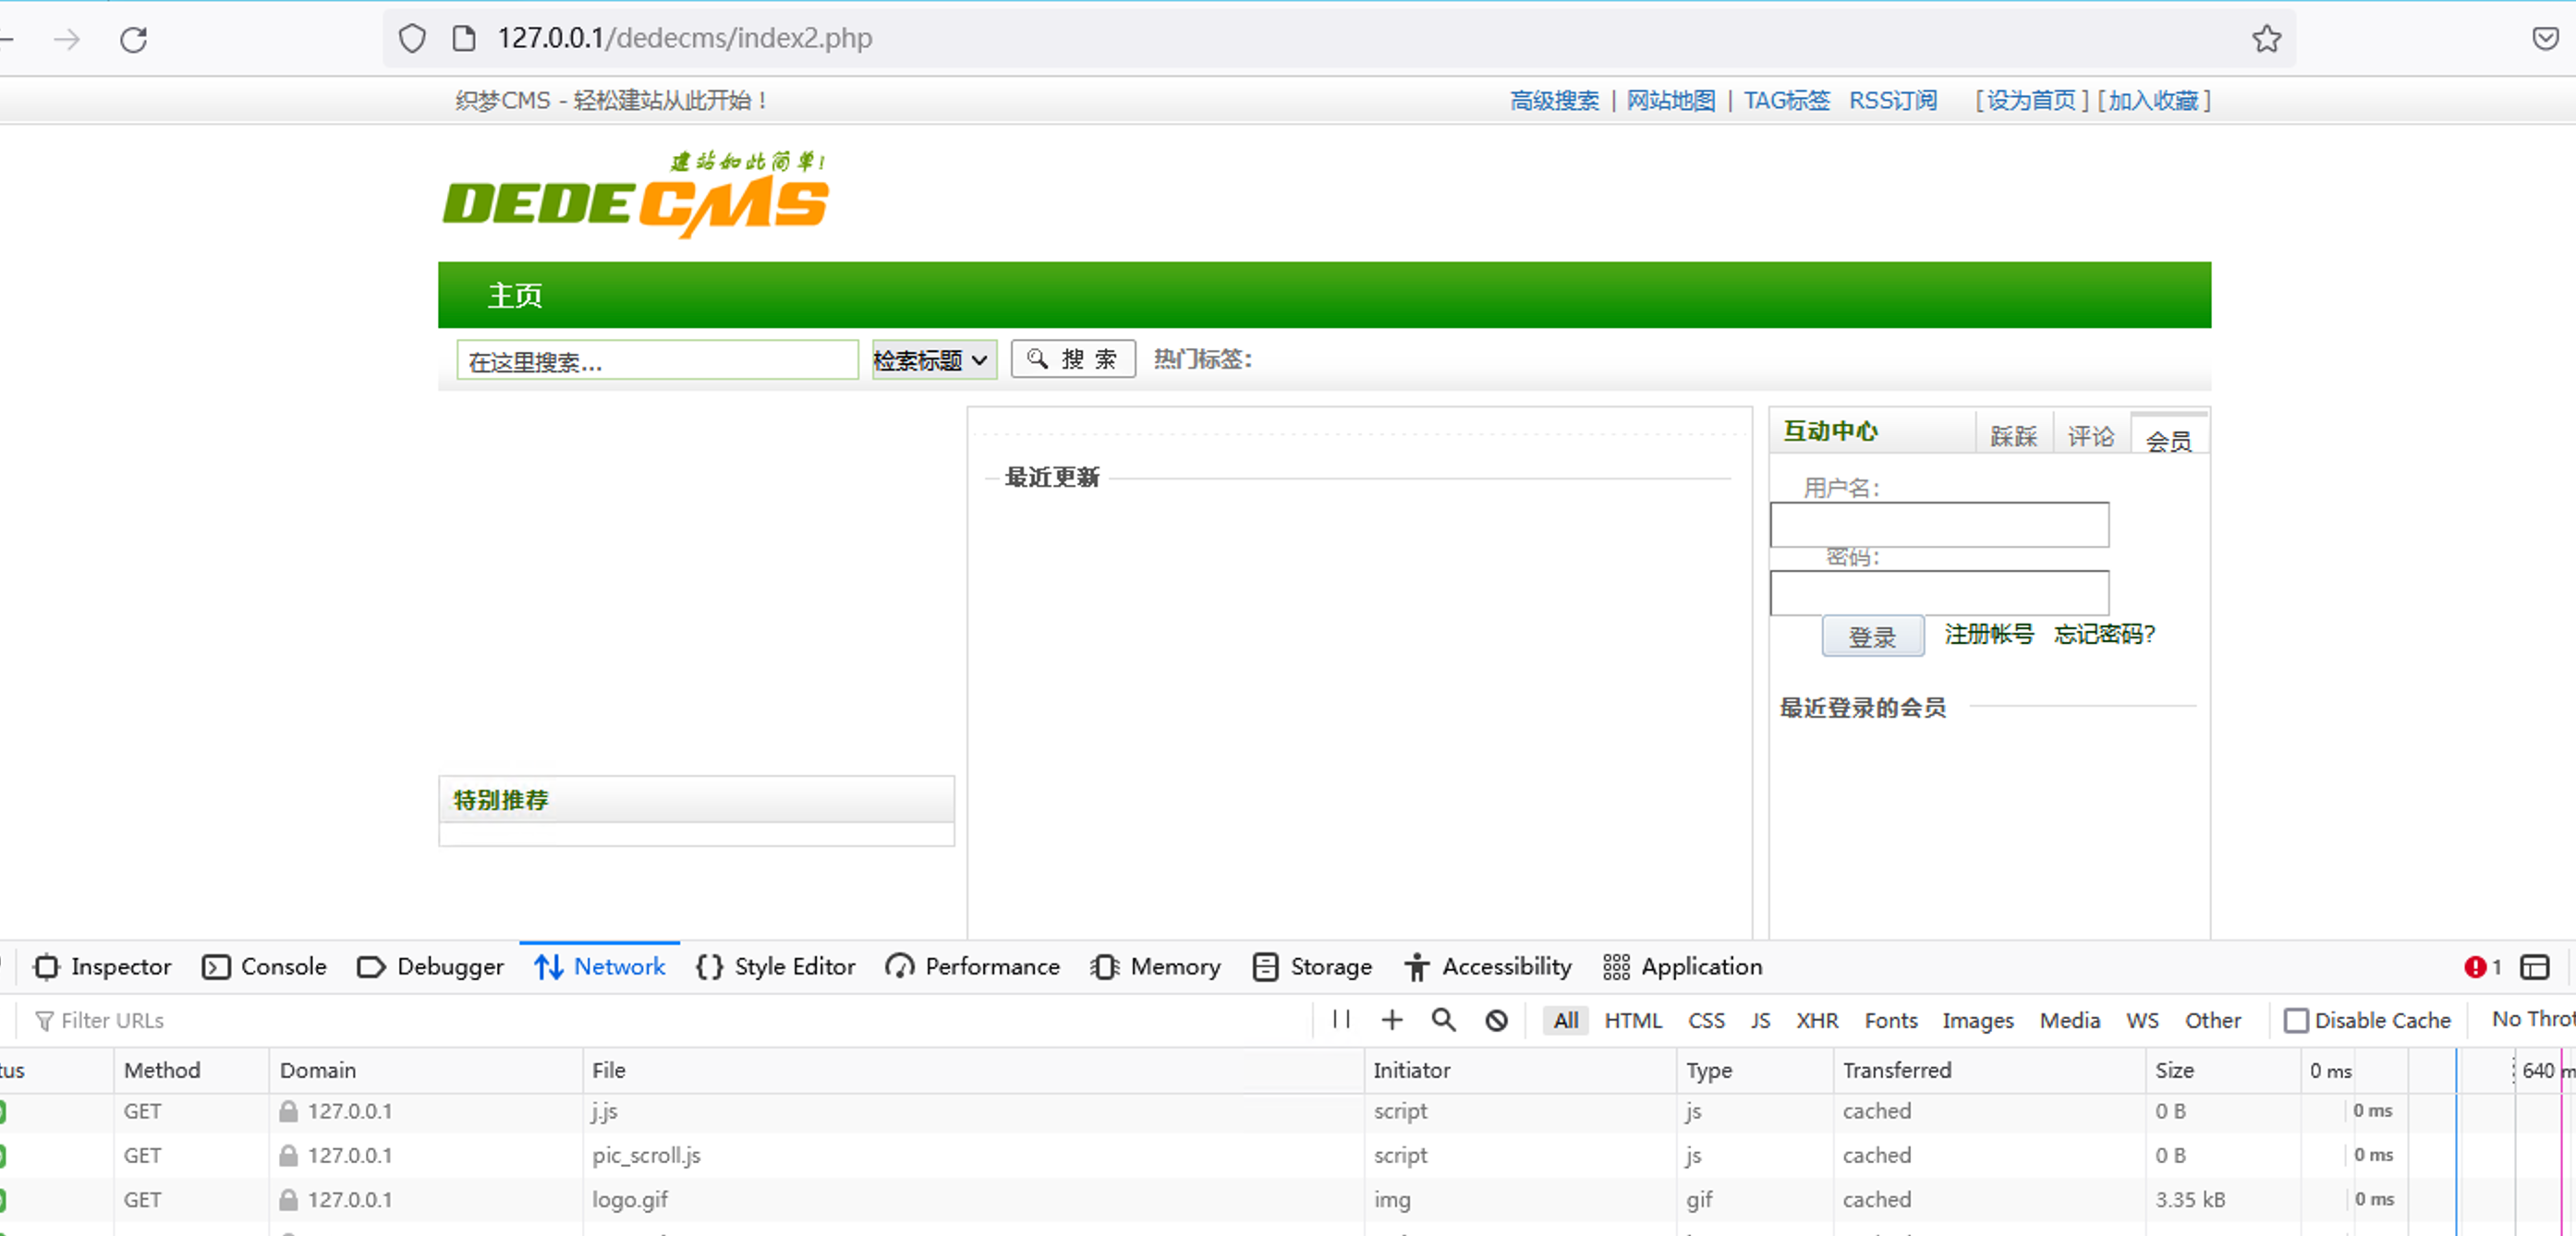 127.0.0.1/dedecms/index2.php
织梦CMS - 轻松建站从此开始！
高级搜索 | 网站地图 | TAG标签 RSS订阅 [设为首页] [加入收藏]
建站如此简单!
DEDECMS
主页
在这里搜索... 检索标题 搜 索 热门标签:
互动中心 踩踩 评论 会员
最近更新
用户名:
密码:
登录 注册帐号 忘记密码?
最近登录的会员
特别推荐
Inspector Console Debugger Network Style Editor Performance Memory Storage Accessibility Application 1
Filter URLs All HTML CSS JS XHR Fonts Images Media WS Other Disable Cache No Throt
tus Method Domain File Initiator Type Transferred Size 0 ms 640 m
GET 127.0.0.1 j.js script js cached 0 B 0 ms
GET 127.0.0.1 pic_scroll.js script js cached 0 B 0 ms
GET 127.0.0.1 logo.gif img gif cached 3.35 kB 0 ms